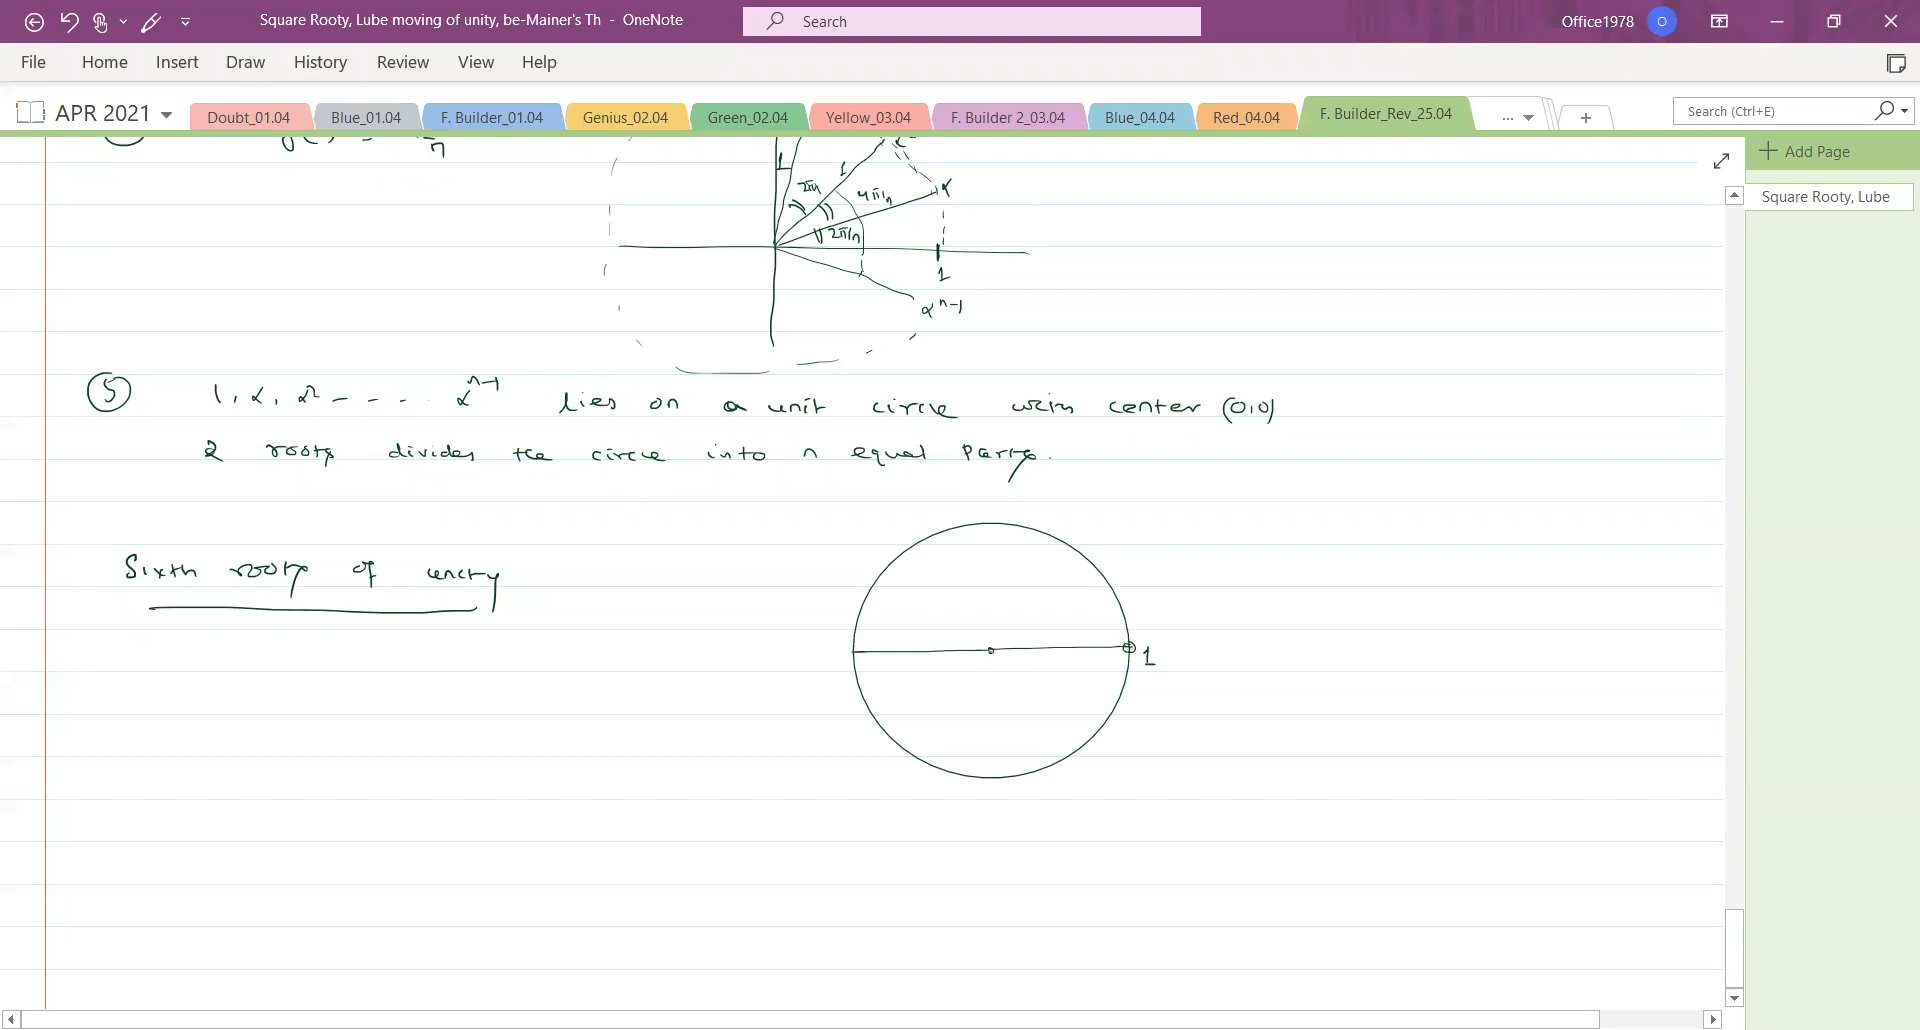 Square Rooty, Lube moving of unity, be-Mainer's Th - OneNote
Search
Office1978
O
File Home Insert Draw History Review View Help
APR 2021
Doubt_01.04 Blue_01.04 F. Builder_01.04 Genius_02.04 Green_02.04 Yellow_03.04 F. Builder 2_03.04 Blue_04.04 Red_04.04 F. Builder_Rev_25.04 ... +
Search (Ctrl+E)
Add Page
Square Rooty, Lube
n
1
1
2π/n
4π/n
α
2π/n
1
α^n-1
⑤ 1, α, α² - - - - - α^n-1 lies on a unit circle with center (0,0)
& roots divides the circle into n equal parts.
Sixth roots of unity
1